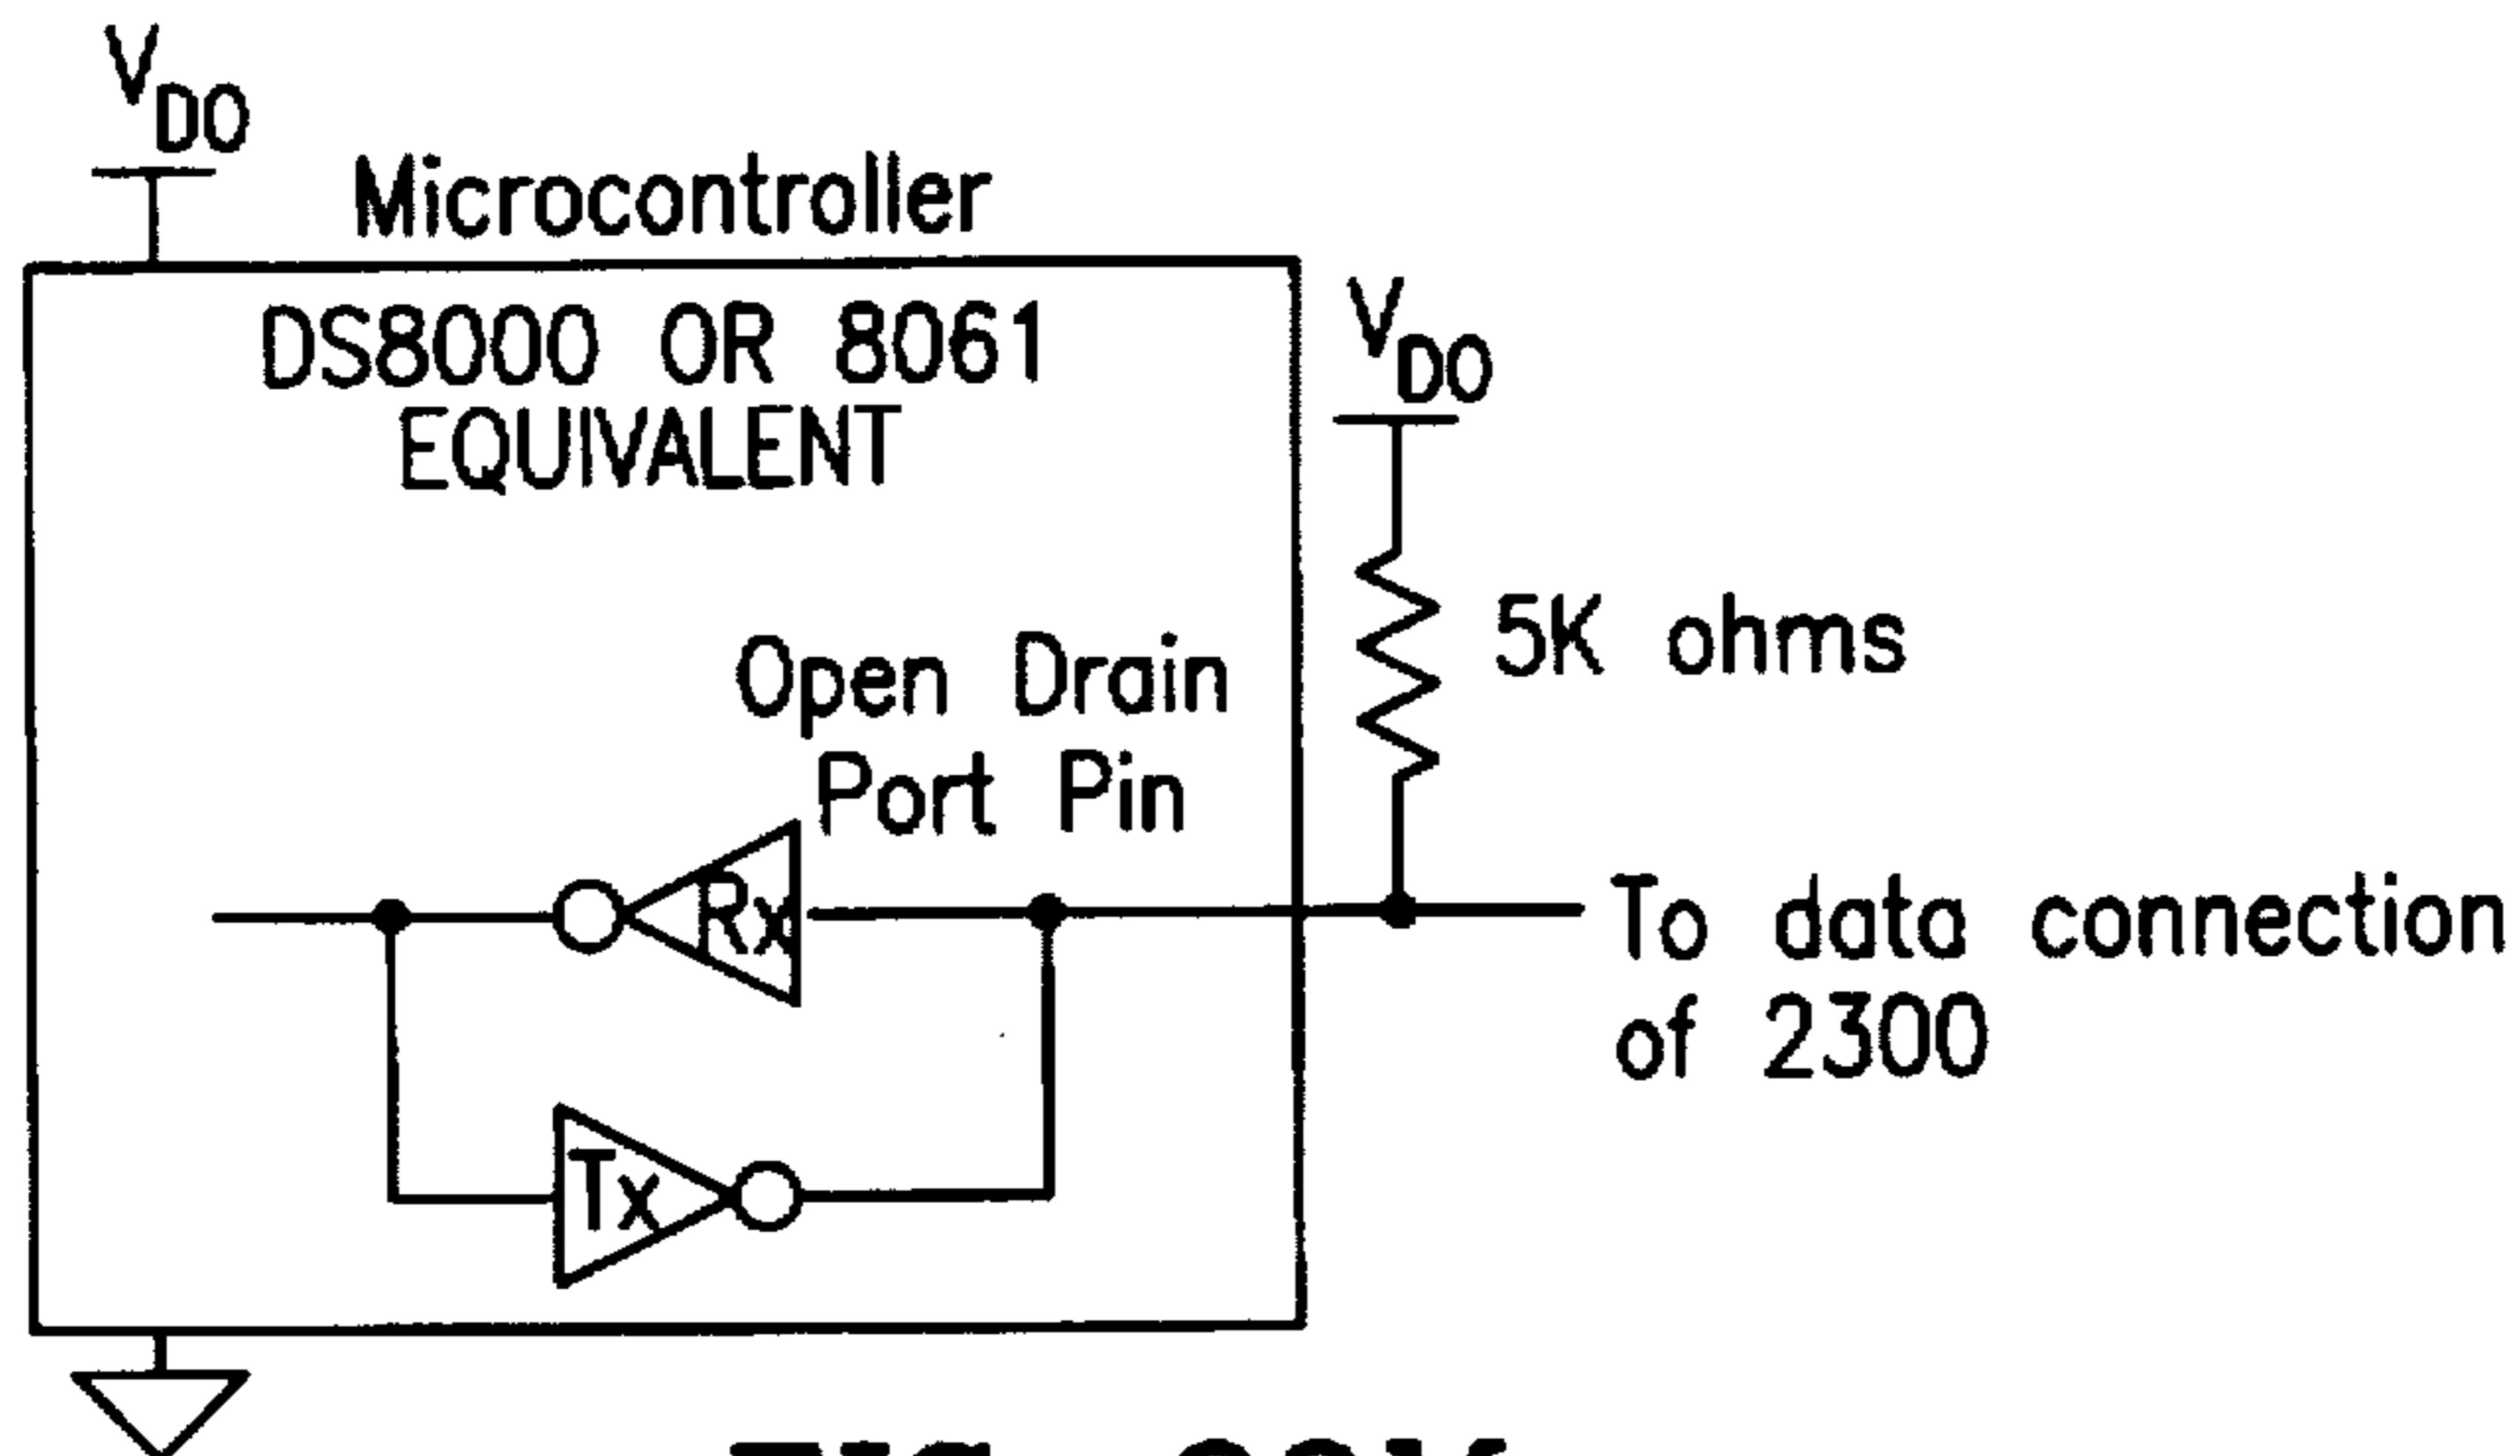 VDO
Microcontroller
DS8000 OR 8061
EQUIVALENT
VDO
5K ohms
Open Drain
Port Pin
Rx
To data connection
of 2300
Tx